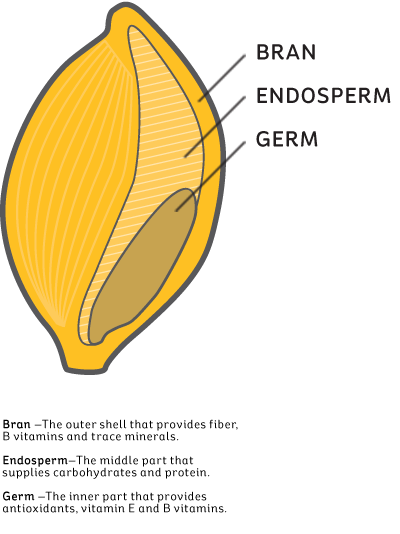 BRAN
ENDOSPERM
GERM
Bran –The outer shell that provides fiber,
B vitamins and trace minerals.
Endosperm–The middle part that
supplies carbohydrates and protein.
Germ –The inner part that provides
antioxidants, vitamin E and B vitamins.